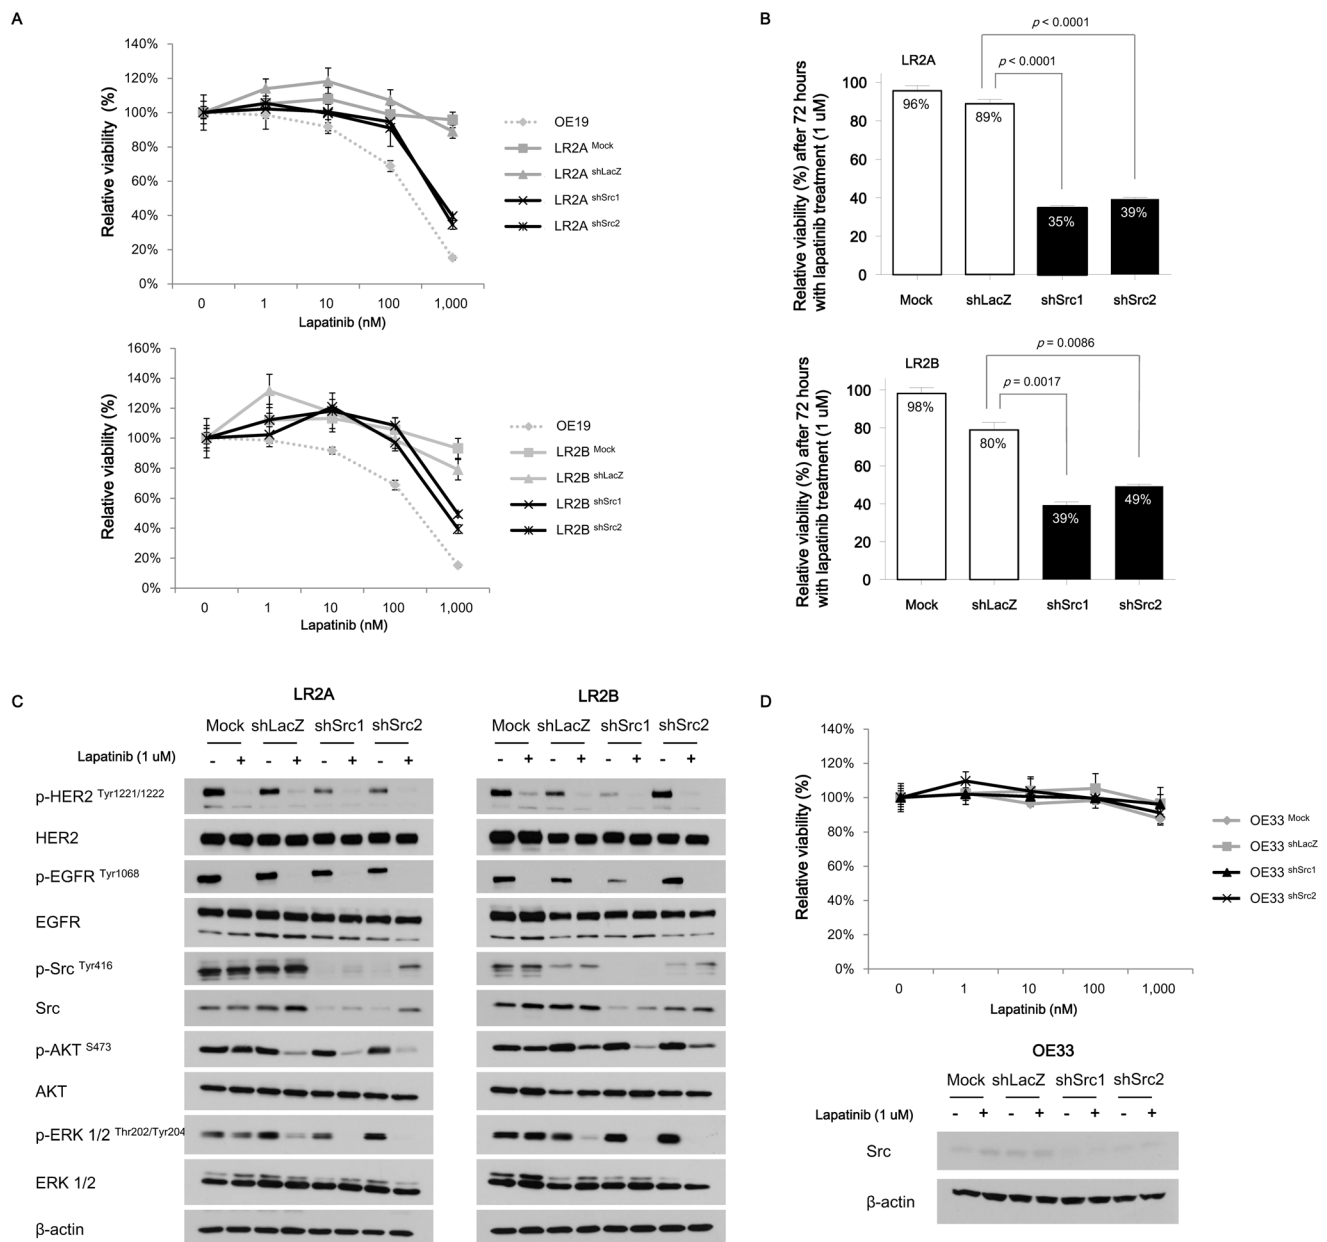 A
Relative viability (%)
140%
120%
100%
80%
60%
40%
20%
0%
0 1 10 100 1,000
Lapatinib (nM)
OE19
LR2A Mock
LR2A shLacZ
LR2A shSrc1
LR2A shSrc2
Relative viability (%)
160%
140%
120%
100%
80%
60%
40%
20%
0%
0 1 10 100 1,000
Lapatinib (nM)
OE19
LR2B Mock
LR2B shLacZ
LR2B shSrc1
LR2B shSrc2
B
Relative viability (%) after 72 hours
with lapatinib treatment (1 uM)
p < 0.0001
p < 0.0001
LR2A
100
80
60
40
20
0
96%
89%
35%
39%
Mock shLacZ shSrc1 shSrc2
Relative viability (%) after 72 hours
with lapatinib treatment (1 uM)
p = 0.0086
p = 0.0017
LR2B
100
80
60
40
20
0
98%
80%
39%
49%
Mock shLacZ shSrc1 shSrc2
C
LR2A LR2B
Mock shLacZ shSrc1 shSrc2 Mock shLacZ shSrc1 shSrc2
Lapatinib (1 uM) - + - + - + - + - + - + - + - +
p-HER2 Tyr1221/1222
HER2
p-EGFR Tyr1068
EGFR
p-Src Tyr416
Src
p-AKT S473
AKT
p-ERK 1/2 Thr202/Tyr204
ERK 1/2
β-actin
D
Relative viability (%)
140%
120%
100%
80%
60%
40%
20%
0%
0 1 10 100 1,000
Lapatinib (nM)
OE33 Mock
OE33 shLacZ
OE33 shSrc1
OE33 shSrc2
OE33
Mock shLacZ shSrc1 shSrc2
Lapatinib (1 uM) - + - + - + - +
Src
β-actin